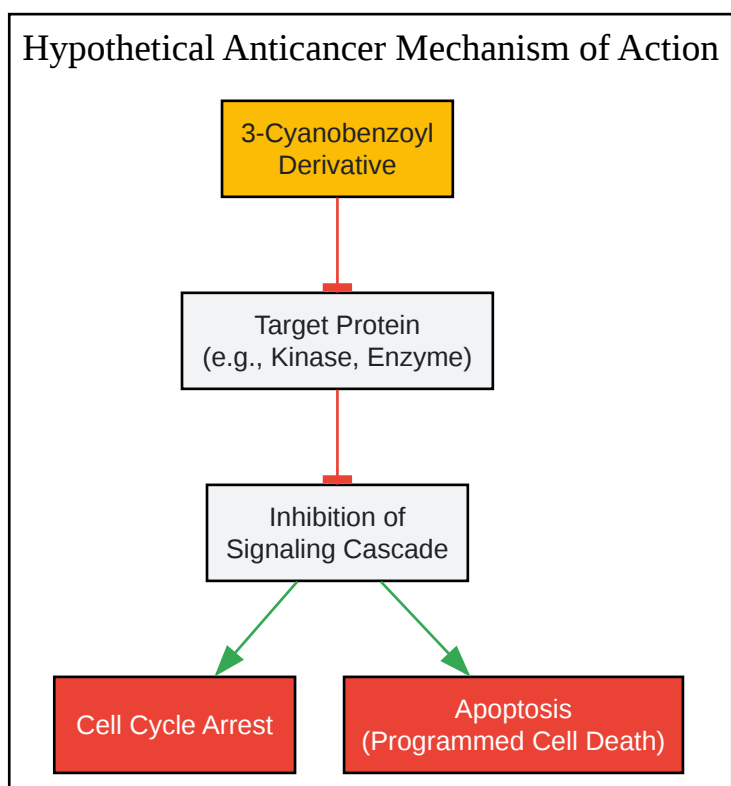 Hypothetical Anticancer Mechanism of Action
3-Cyanobenzoyl
Derivative
Target Protein
(e.g., Kinase, Enzyme)
Inhibition of
Signaling Cascade
Cell Cycle Arrest
Apoptosis
(Programmed Cell Death)